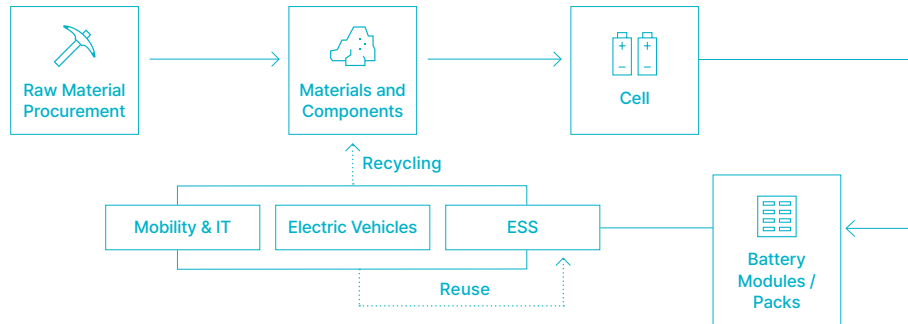 Raw Material
Procurement
Materials and
Components
Cell
Recycling
Mobility & IT
Electric Vehicles
ESS
Battery
Modules /
Packs
Reuse